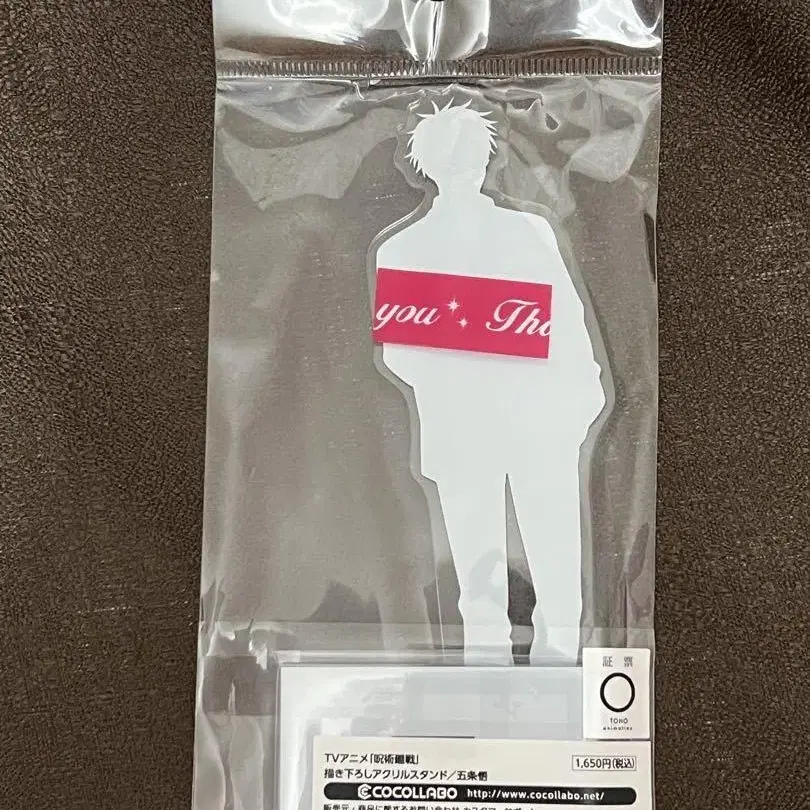 you Tho
証票
TOHO
animation
TVアニメ「呪術廻戦」
描き下ろしアクリルスタンド／五条悟
1,650円(税込)
COCOLLABO http://www.cocollabo.net/